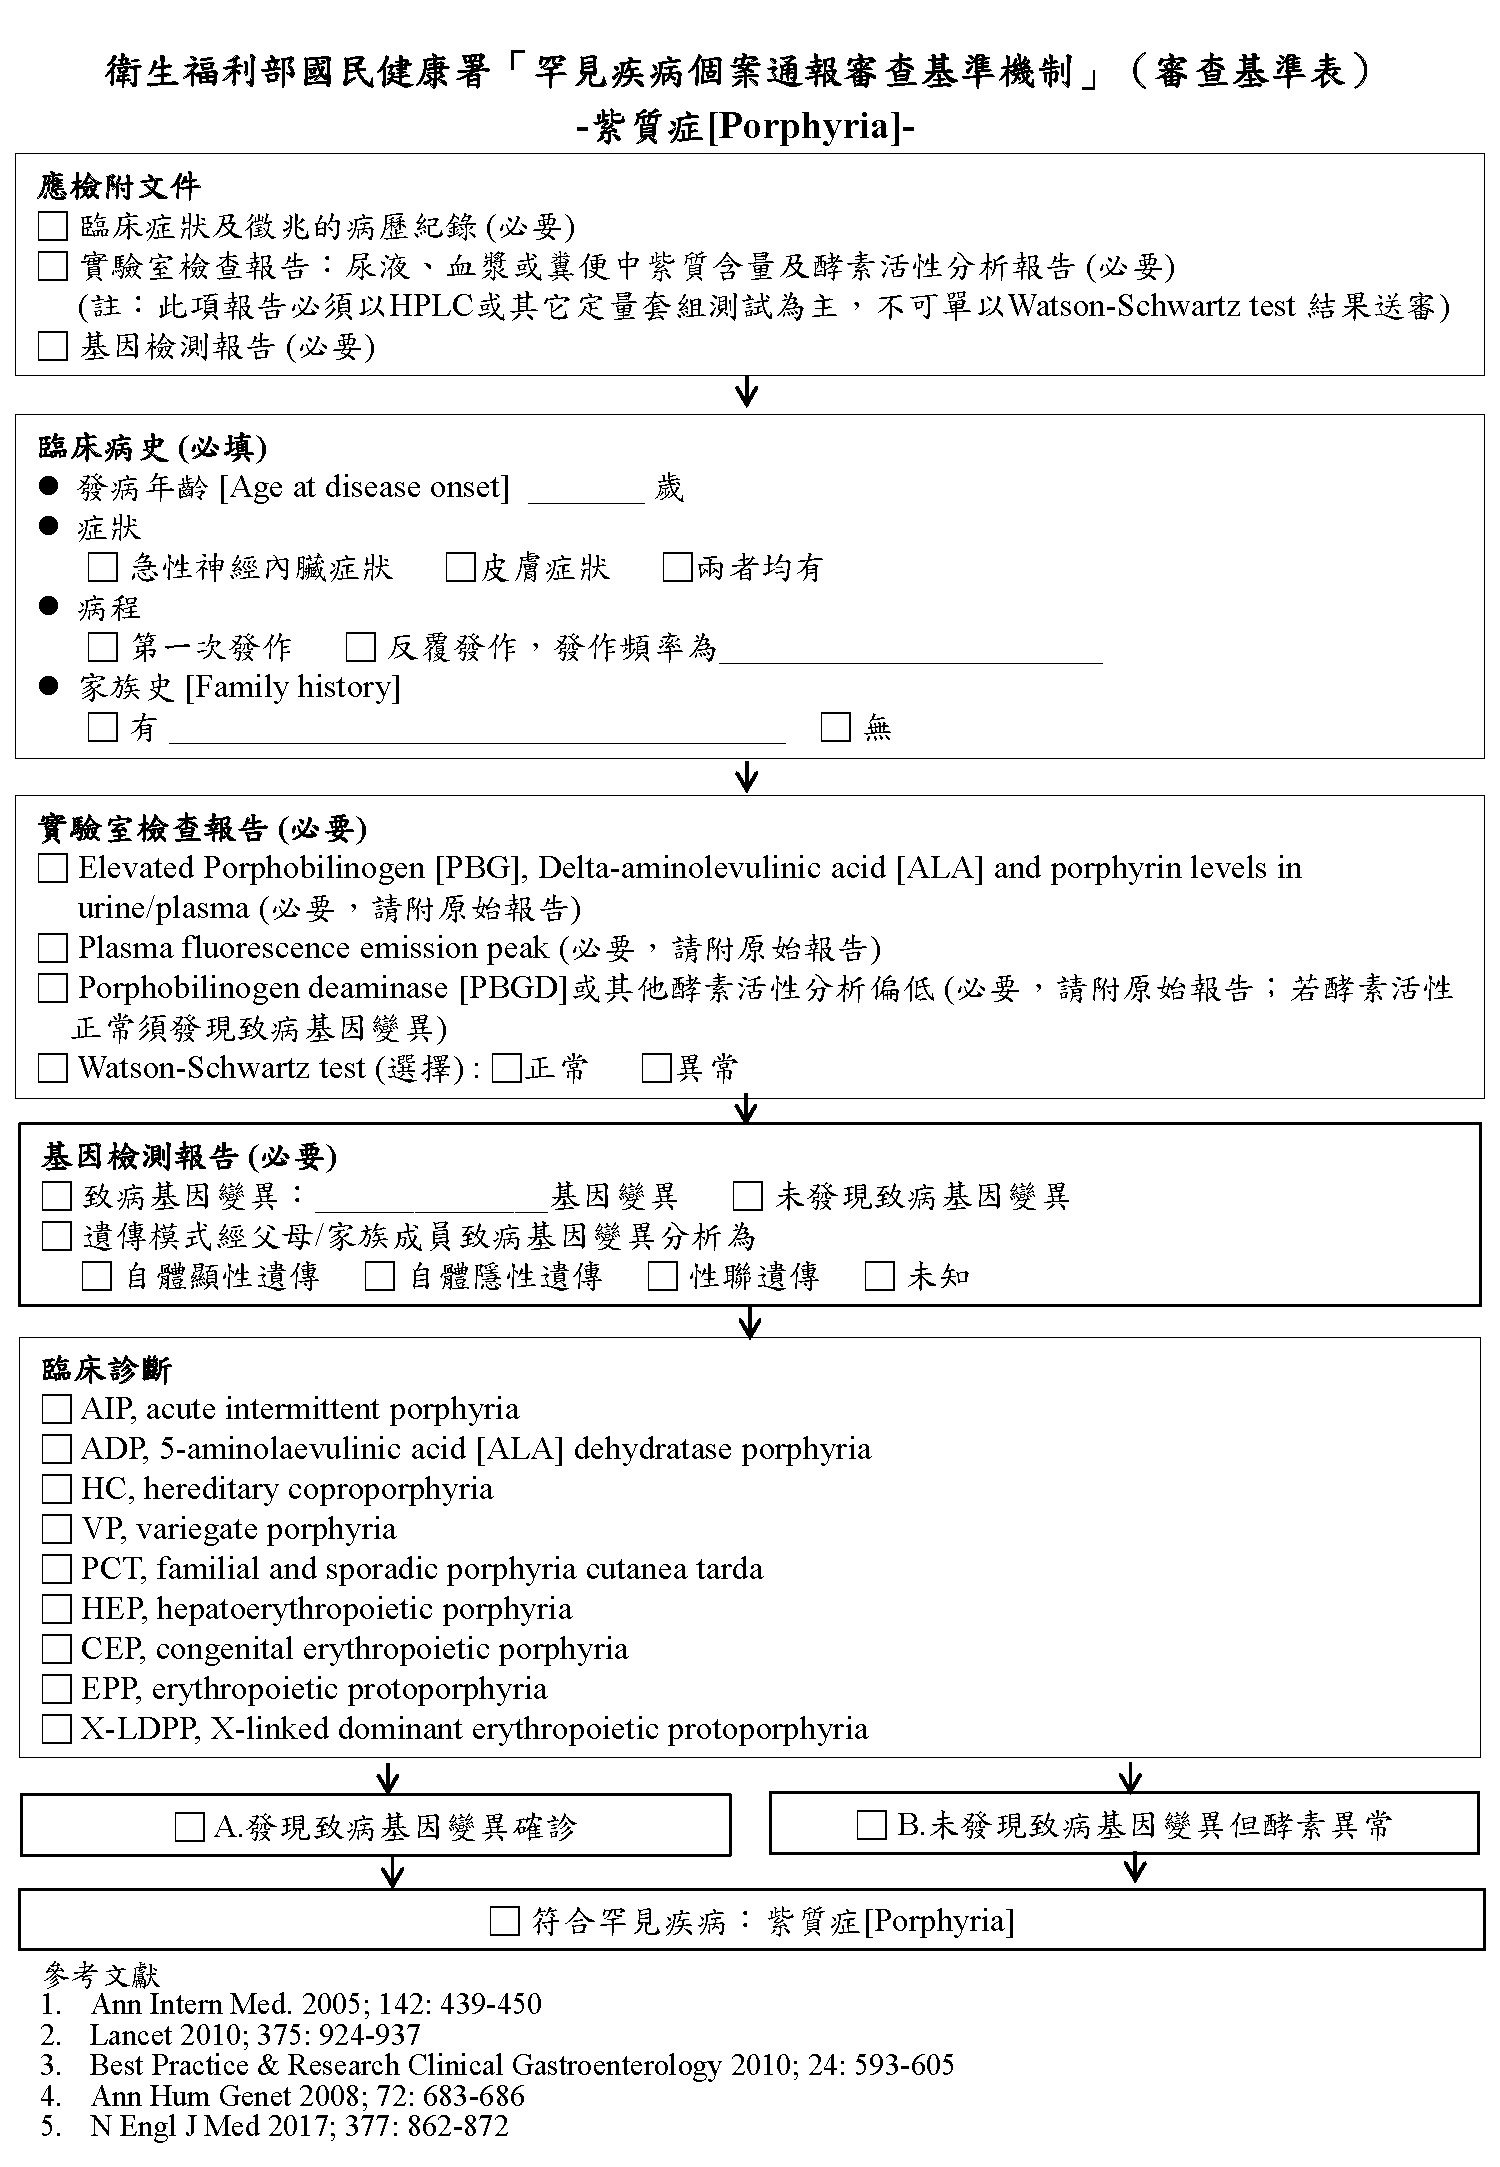 衛生福利部國民健康署「罕見疾病個案通報審查基準機制」（審查基準表）
-紫質症[Porphyria]-
應檢附文件
□ 臨床症狀及徵兆的病歷紀錄 (必要)
□ 實驗室檢查報告：尿液、血漿或糞便中紫質含量及酵素活性分析報告 (必要)
(註：此項報告必須以HPLC或其它定量套組測試為主，不可單以Watson-Schwartz test 結果送審)
□ 基因檢測報告 (必要)
臨床病史 (必填)
● 發病年齡 [Age at disease onset] _______ 歲
● 症狀
□ 急性神經內臟症狀 □皮膚症狀 □兩者均有
● 病程
□ 第一次發作 □ 反覆發作，發作頻率為_______________________
● 家族史 [Family history]
□ 有 _____________________________________ □ 無
實驗室檢查報告 (必要)
□ Elevated Porphobilinogen [PBG], Delta-aminolevulinic acid [ALA] and porphyrin levels in
urine/plasma (必要，請附原始報告)
□ Plasma fluorescence emission peak (必要，請附原始報告)
□ Porphobilinogen deaminase [PBGD]或其他酵素活性分析偏低 (必要，請附原始報告；若酵素活性
正常須發現致病基因變異)
□ Watson-Schwartz test (選擇) : □正常 □異常
基因檢測報告 (必要)
□ 致病基因變異：______________基因變異 □ 未發現致病基因變異
□ 遺傳模式經父母/家族成員致病基因變異分析為
□ 自體顯性遺傳 □ 自體隱性遺傳 □ 性聯遺傳 □ 未知
臨床診斷
□ AIP, acute intermittent porphyria
□ ADP, 5-aminolaevulinic acid [ALA] dehydratase porphyria
□ HC, hereditary coproporphyria
□ VP, variegate porphyria
□ PCT, familial and sporadic porphyria cutanea tarda
□ HEP, hepatoerythropoietic porphyria
□ CEP, congenital erythropoietic porphyria
□ EPP, erythropoietic protoporphyria
□ X-LDPP, X-linked dominant erythropoietic protoporphyria
□ A.發現致病基因變異確診
□ B.未發現致病基因變異但酵素異常
□ 符合罕見疾病：紫質症[Porphyria]
參考文獻
1. Ann Intern Med. 2005; 142: 439-450
2. Lancet 2010; 375: 924-937
3. Best Practice & Research Clinical Gastroenterology 2010; 24: 593-605
4. Ann Hum Genet 2008; 72: 683-686
5. N Engl J Med 2017; 377: 862-872